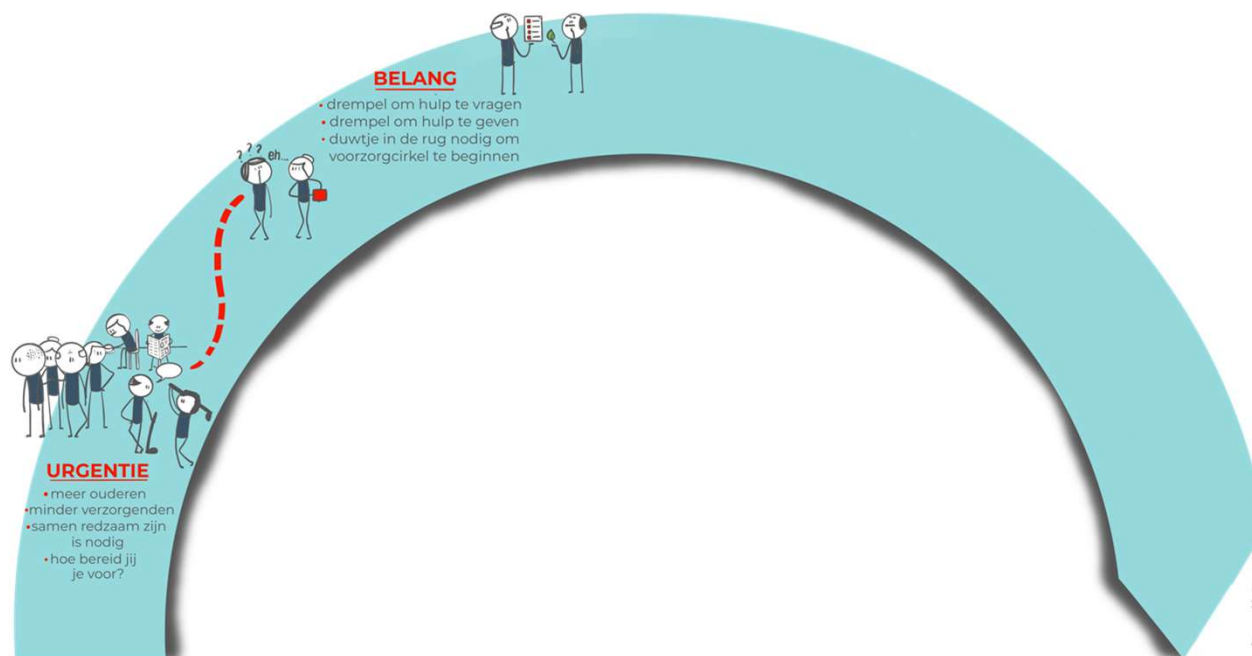 BELANG
• drempel om hulp te vragen
• drempel om hulp te geven
• duwtje in de rug nodig om
voorzorgcirkel te beginnen
? ? ?
eh...
URGENTIE
• meer ouderen
• minder verzorgenden
• samen redzaam zijn
is nodig
• hoe bereid jij
je voor?